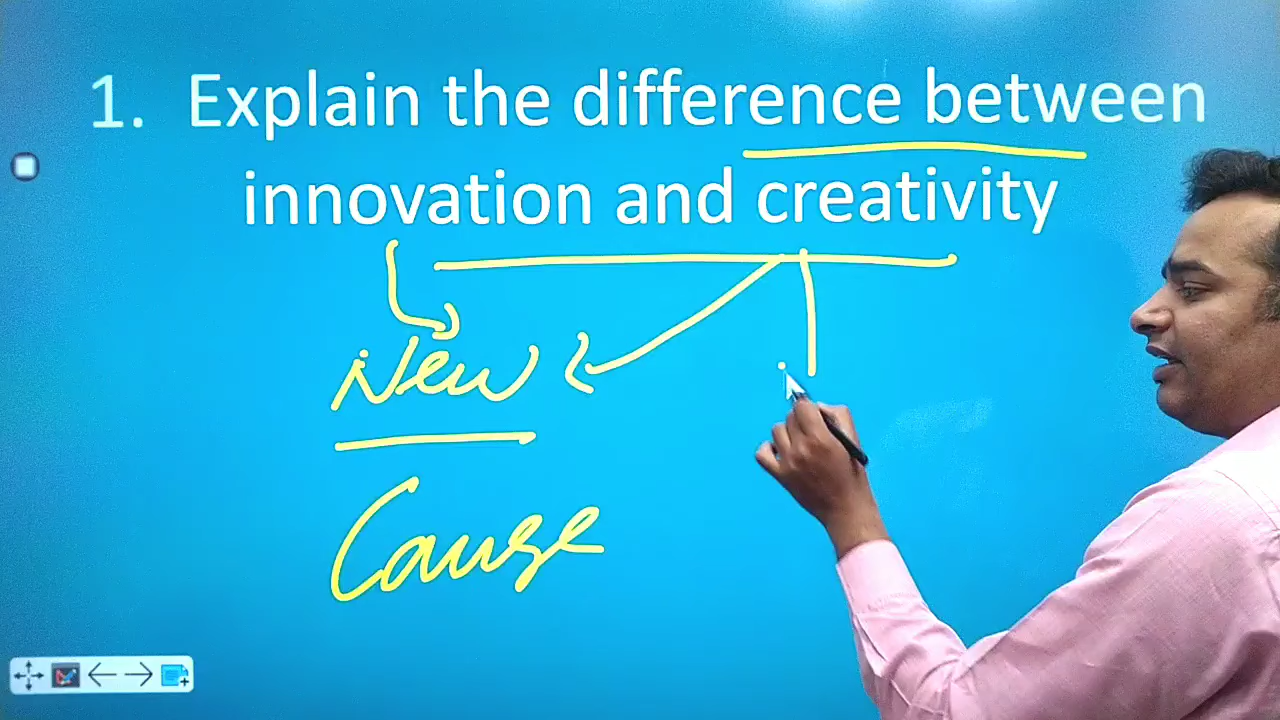 1. Explain the difference between
innovation and creativity
New
Cause